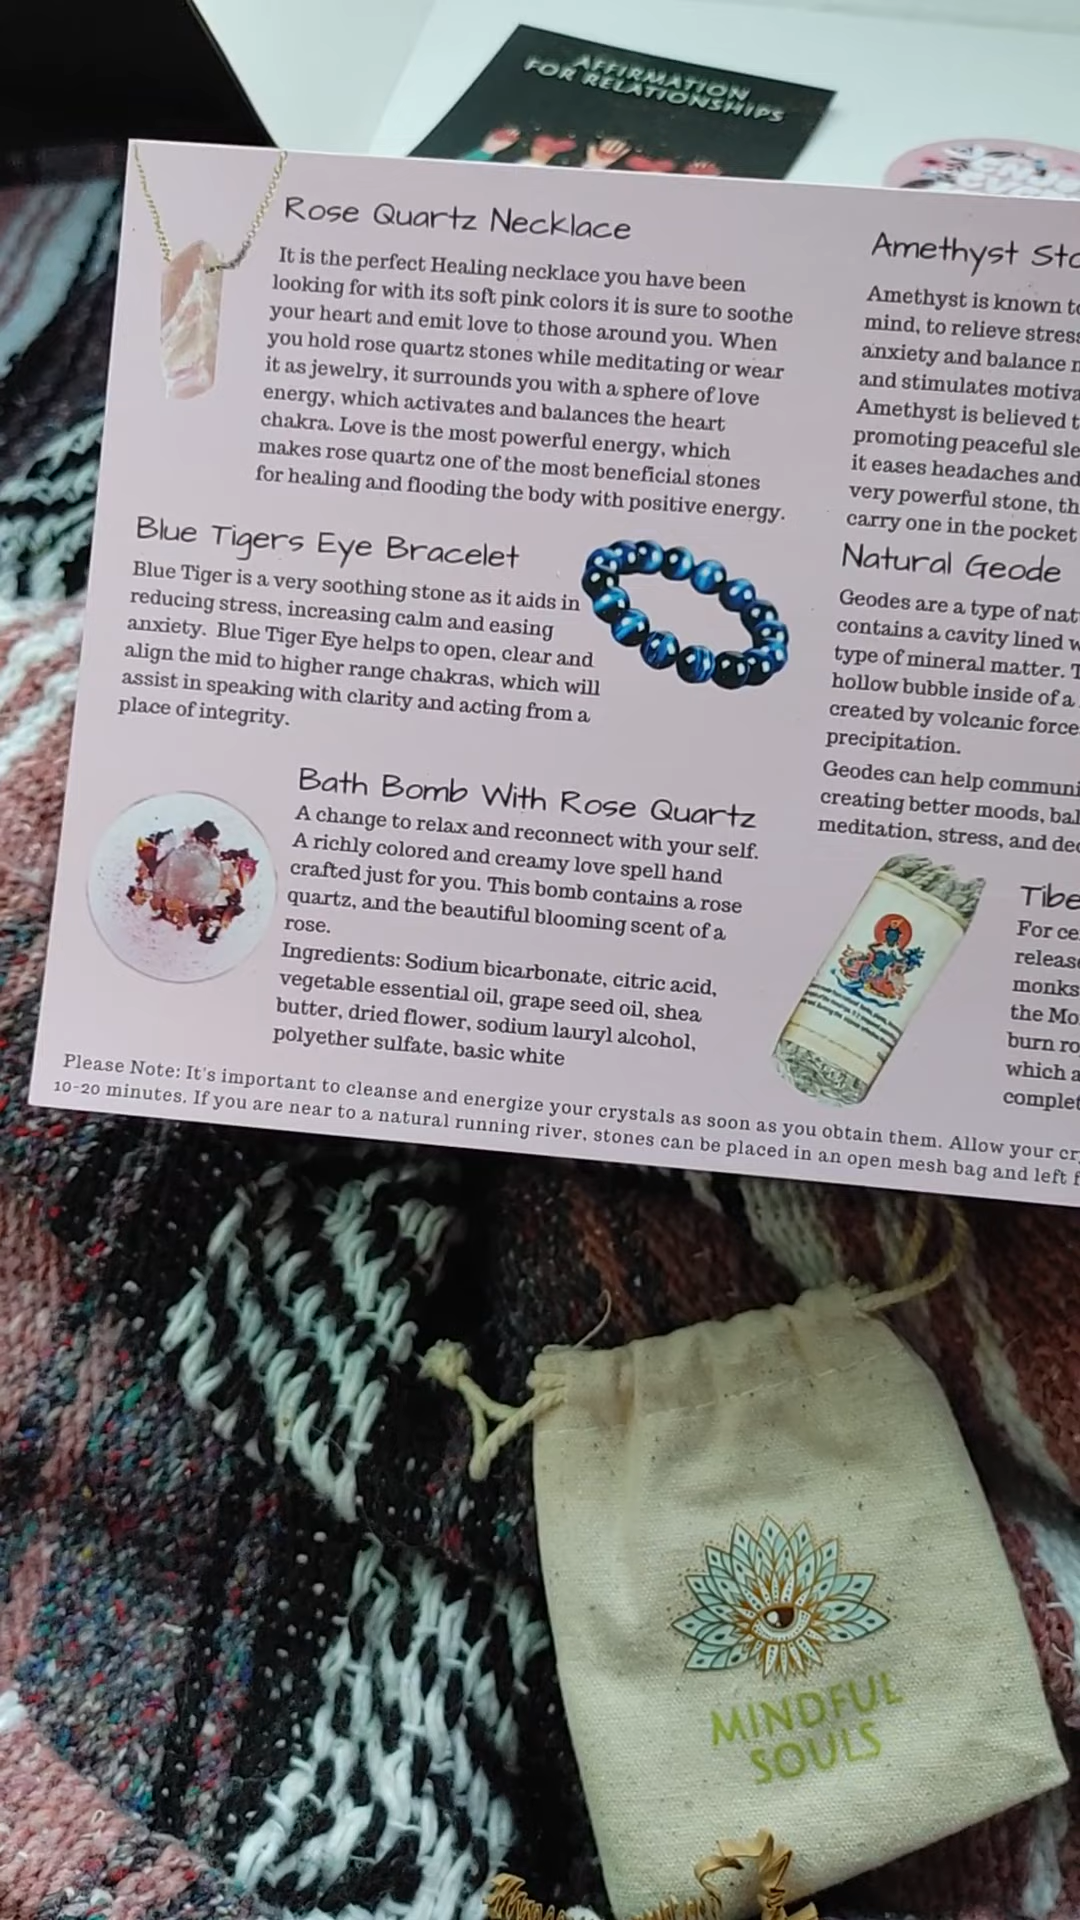 AFFIRMATION
FOR RELATIONSHIPS
Rose Quartz Necklace
It is the perfect Healing necklace you have been
looking for with its soft pink colors it is sure to soothe
your heart and emit love to those around you. When
you hold rose quartz stones while meditating or wear
it as jewelry, it surrounds you with a sphere of love
energy, which activates and balances the heart
chakra. Love is the most powerful energy, which
makes rose quartz one of the most beneficial stones
for healing and flooding the body with positive energy.
Blue Tigers Eye Bracelet
Blue Tiger is a very soothing stone as it aids in
reducing stress, increasing calm and easing
anxiety. Blue Tiger Eye helps to open, clear and
align the mid to higher range chakras, which will
assist in speaking with clarity and acting from a
place of integrity.
Bath Bomb With Rose Quartz
A change to relax and reconnect with your self.
A richly colored and creamy love spell hand
crafted just for you. This bomb contains a rose
quartz, and the beautiful blooming scent of a
rose.
Ingredients: Sodium bicarbonate, citric acid,
vegetable essential oil, grape seed oil, shea
butter, dried flower, sodium lauryl alcohol,
polyether sulfate, basic white
Amethyst Sto
Amethyst is known to
mind, to relieve stress
anxiety and balance
and stimulates motiva
Amethyst is believed t
promoting peaceful sle
it eases headaches and
very powerful stone, th
carry one in the pocket
Natural Geode
Geodes are a type of nat
contains a cavity lined w
type of mineral matter. T
hollow bubble inside of a
created by volcanic force
precipitation.
Geodes can help communi
creating better moods, bal
meditation, stress, and dec
Tibe
For ce
release
monks
the Mo
burn ro
which a
complet
Please Note: It's important to cleanse and energize your crystals as soon as you obtain them. Allow your cry
10-20 minutes. If you are near to a natural running river, stones can be placed in an open mesh bag and left f
MINDFUL
SOULS